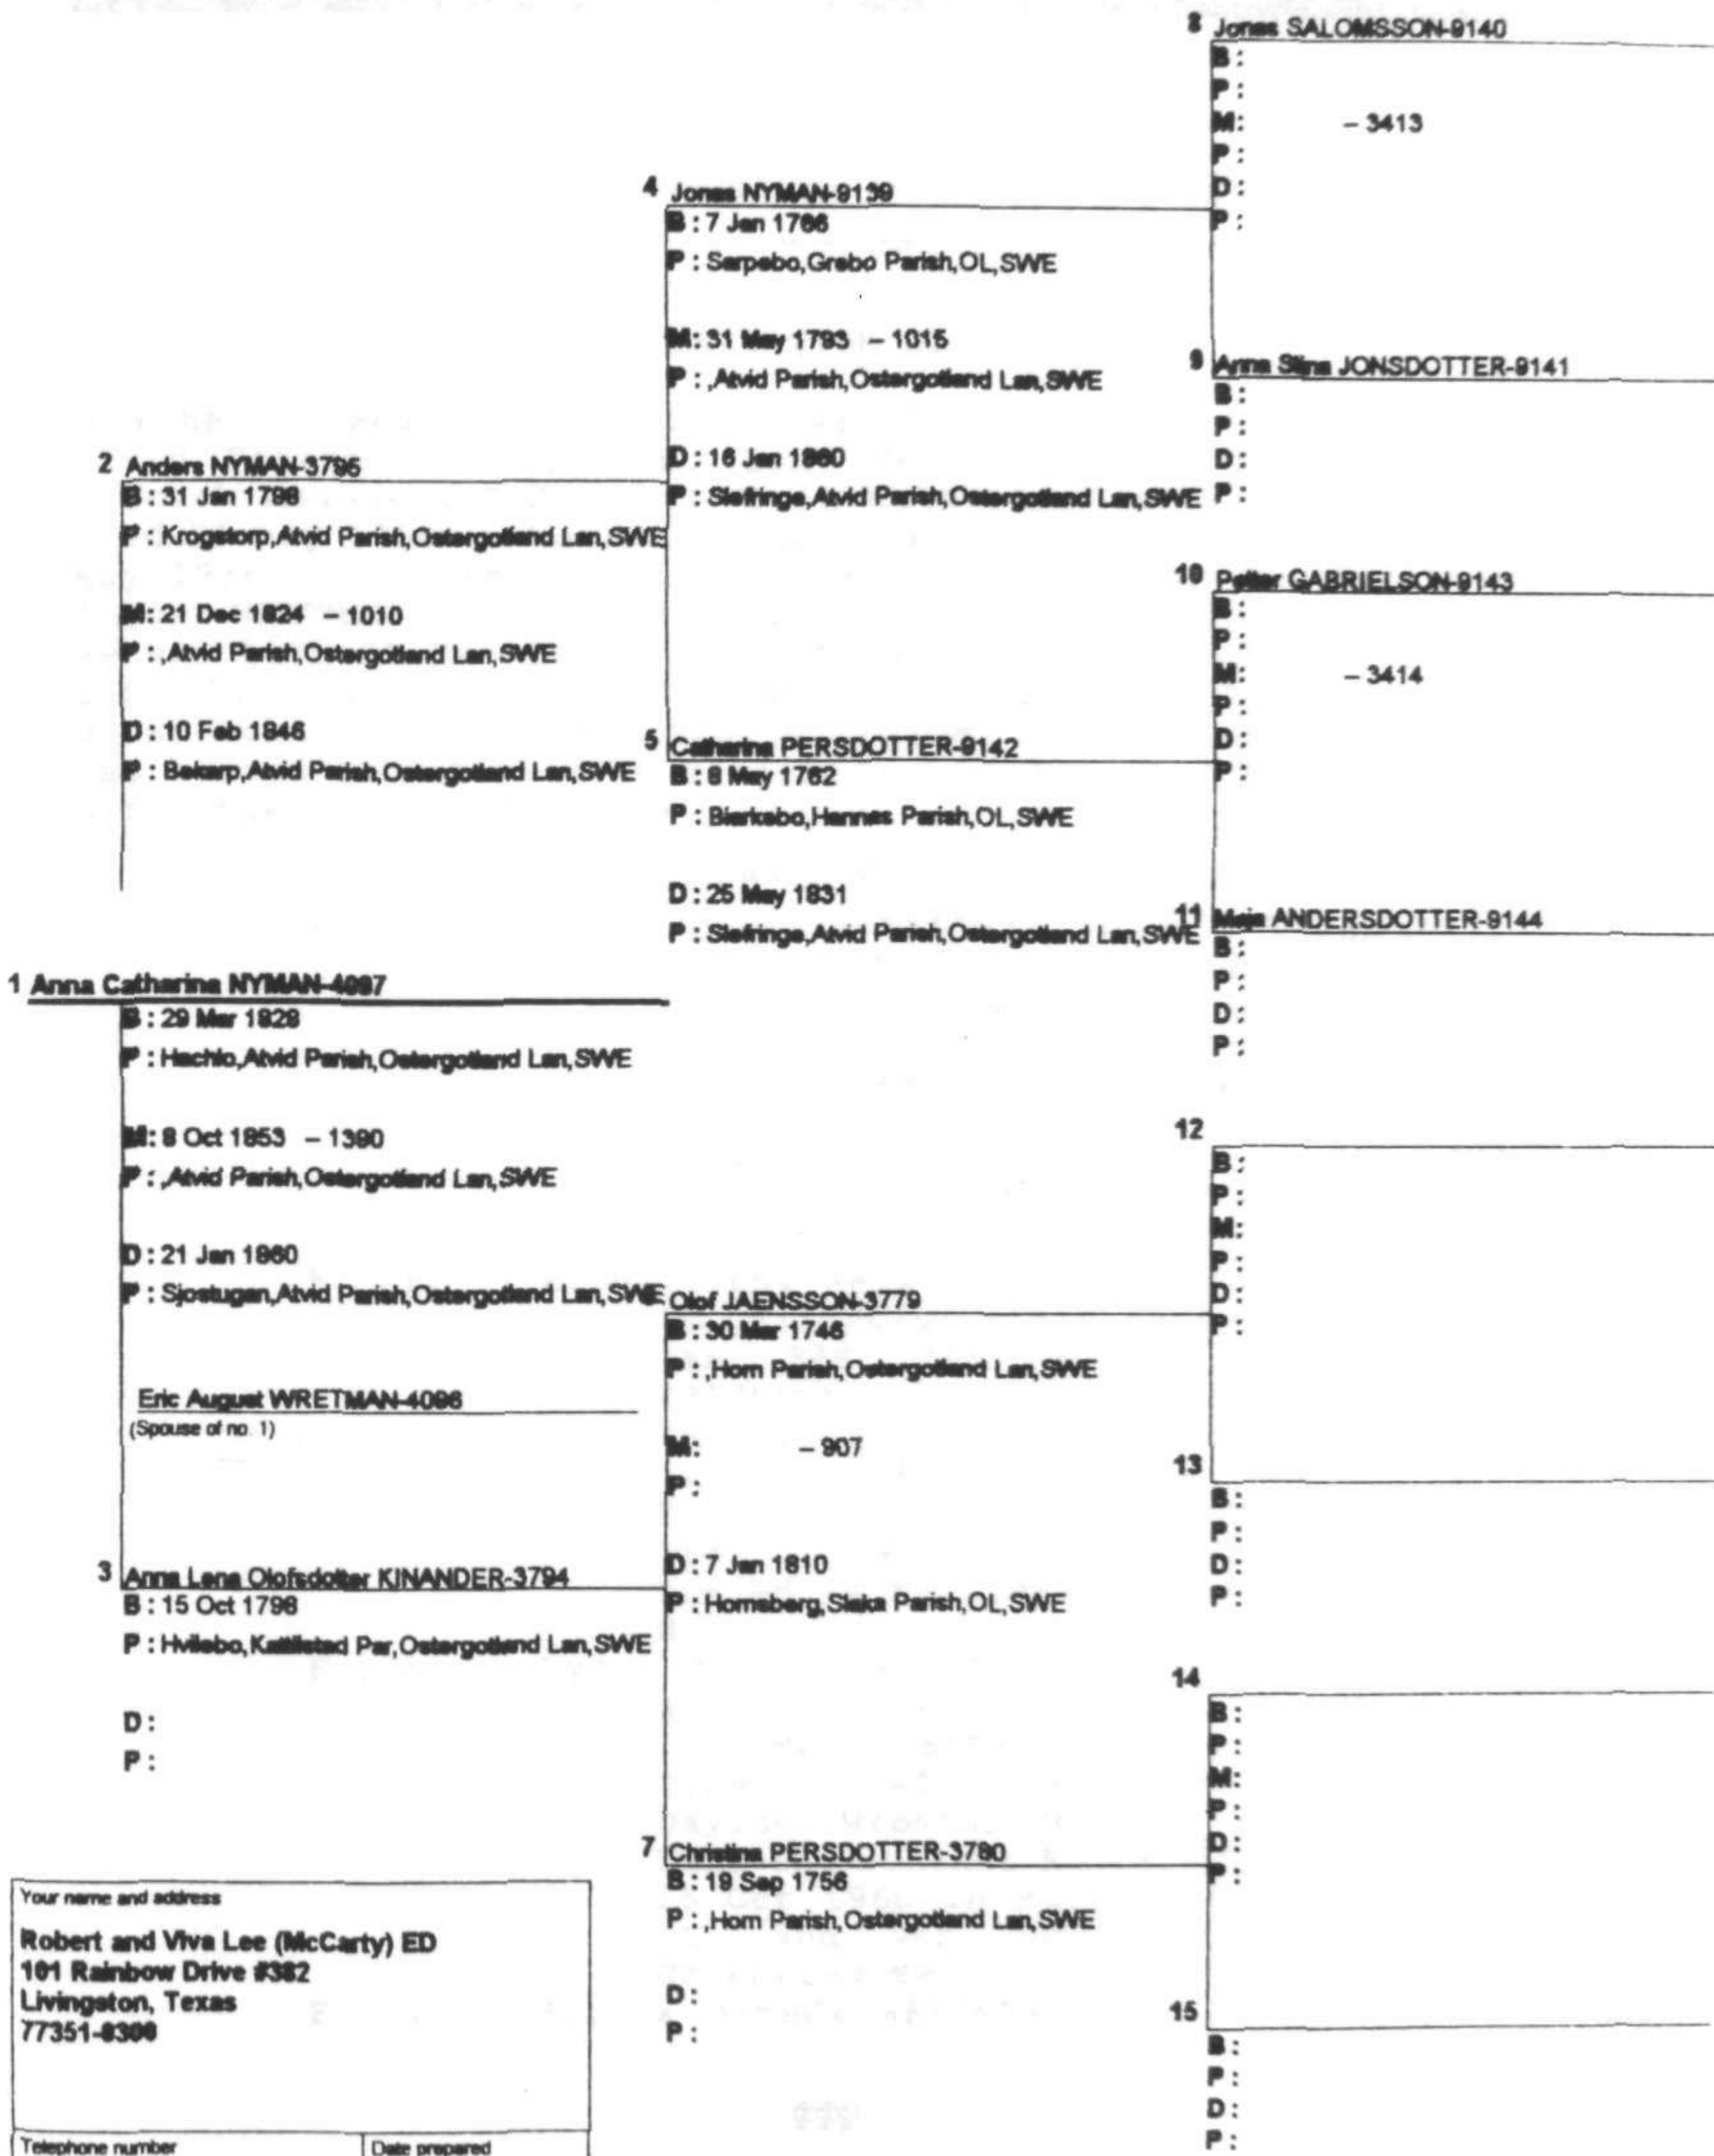 8 Jonas SALOMSSON-9140
B :
P :
M: – 3413
P :
D :
P :
4 Jonas NYMAN-9139
B : 7 Jan 1766
P : Sarpebo,Grebo Parish,OL,SWE
M: 31 May 1793 – 1015
P : ,Atvid Parish,Ostergotland Lan,SWE
D : 16 Jan 1860
P : Slefringe,Atvid Parish,Ostergotland Lan,SWE
9 Anna Stina JONSDOTTER-9141
B :
P :
D :
P :
2 Anders NYMAN-3795
B : 31 Jan 1798
P : Krogstorp,Atvid Parish,Ostergotland Lan,SWE
M: 21 Dec 1824 – 1010
P : ,Atvid Parish,Ostergotland Lan,SWE
D : 10 Feb 1846
P : Bekarp,Atvid Parish,Ostergotland Lan,SWE
10 Petter GABRIELSON-9143
B :
P :
M: – 3414
P :
D :
P :
5 Catharina PERSDOTTER-9142
B : 8 May 1762
P : Bierkebo,Hannas Parish,OL,SWE
D : 25 May 1831
P : Slefringe,Atvid Parish,Ostergotland Lan,SWE
11 Maja ANDERSDOTTER-9144
B :
P :
D :
P :
1 Anna Catharina NYMAN-4097
B : 29 Mar 1828
P : Hachlo,Atvid Parish,Ostergotland Lan,SWE
M: 8 Oct 1853 – 1390
P : ,Atvid Parish,Ostergotland Lan,SWE
D : 21 Jan 1860
P : Sjostugan,Atvid Parish,Ostergotland Lan,SWE
Eric August WRETMAN-4096
(Spouse of no. 1)
12
B :
P :
M:
P :
D :
P :
Olof JAENSSON-3779
B : 30 Mar 1746
P : ,Horn Parish,Ostergotland Lan,SWE
M: – 907
P :
D : 7 Jan 1810
P : Hornsberg,Slaka Parish,OL,SWE
13
B :
P :
D :
P :
3 Anna Lena Olofsdotter KINANDER-3794
B : 15 Oct 1798
P : Hvilebo,Kattilstad Par,Ostergotland Lan,SWE
D :
P :
14
B :
P :
M:
P :
D :
P :
7 Christina PERSDOTTER-3780
B : 19 Sep 1756
P : ,Horn Parish,Ostergotland Lan,SWE
D :
P :
15
B :
P :
D :
P :
Your name and address
Robert and Viva Lee (McCarty) ED
101 Rainbow Drive #382
Livingston, Texas
77351-9300
Telephone number
Date prepared